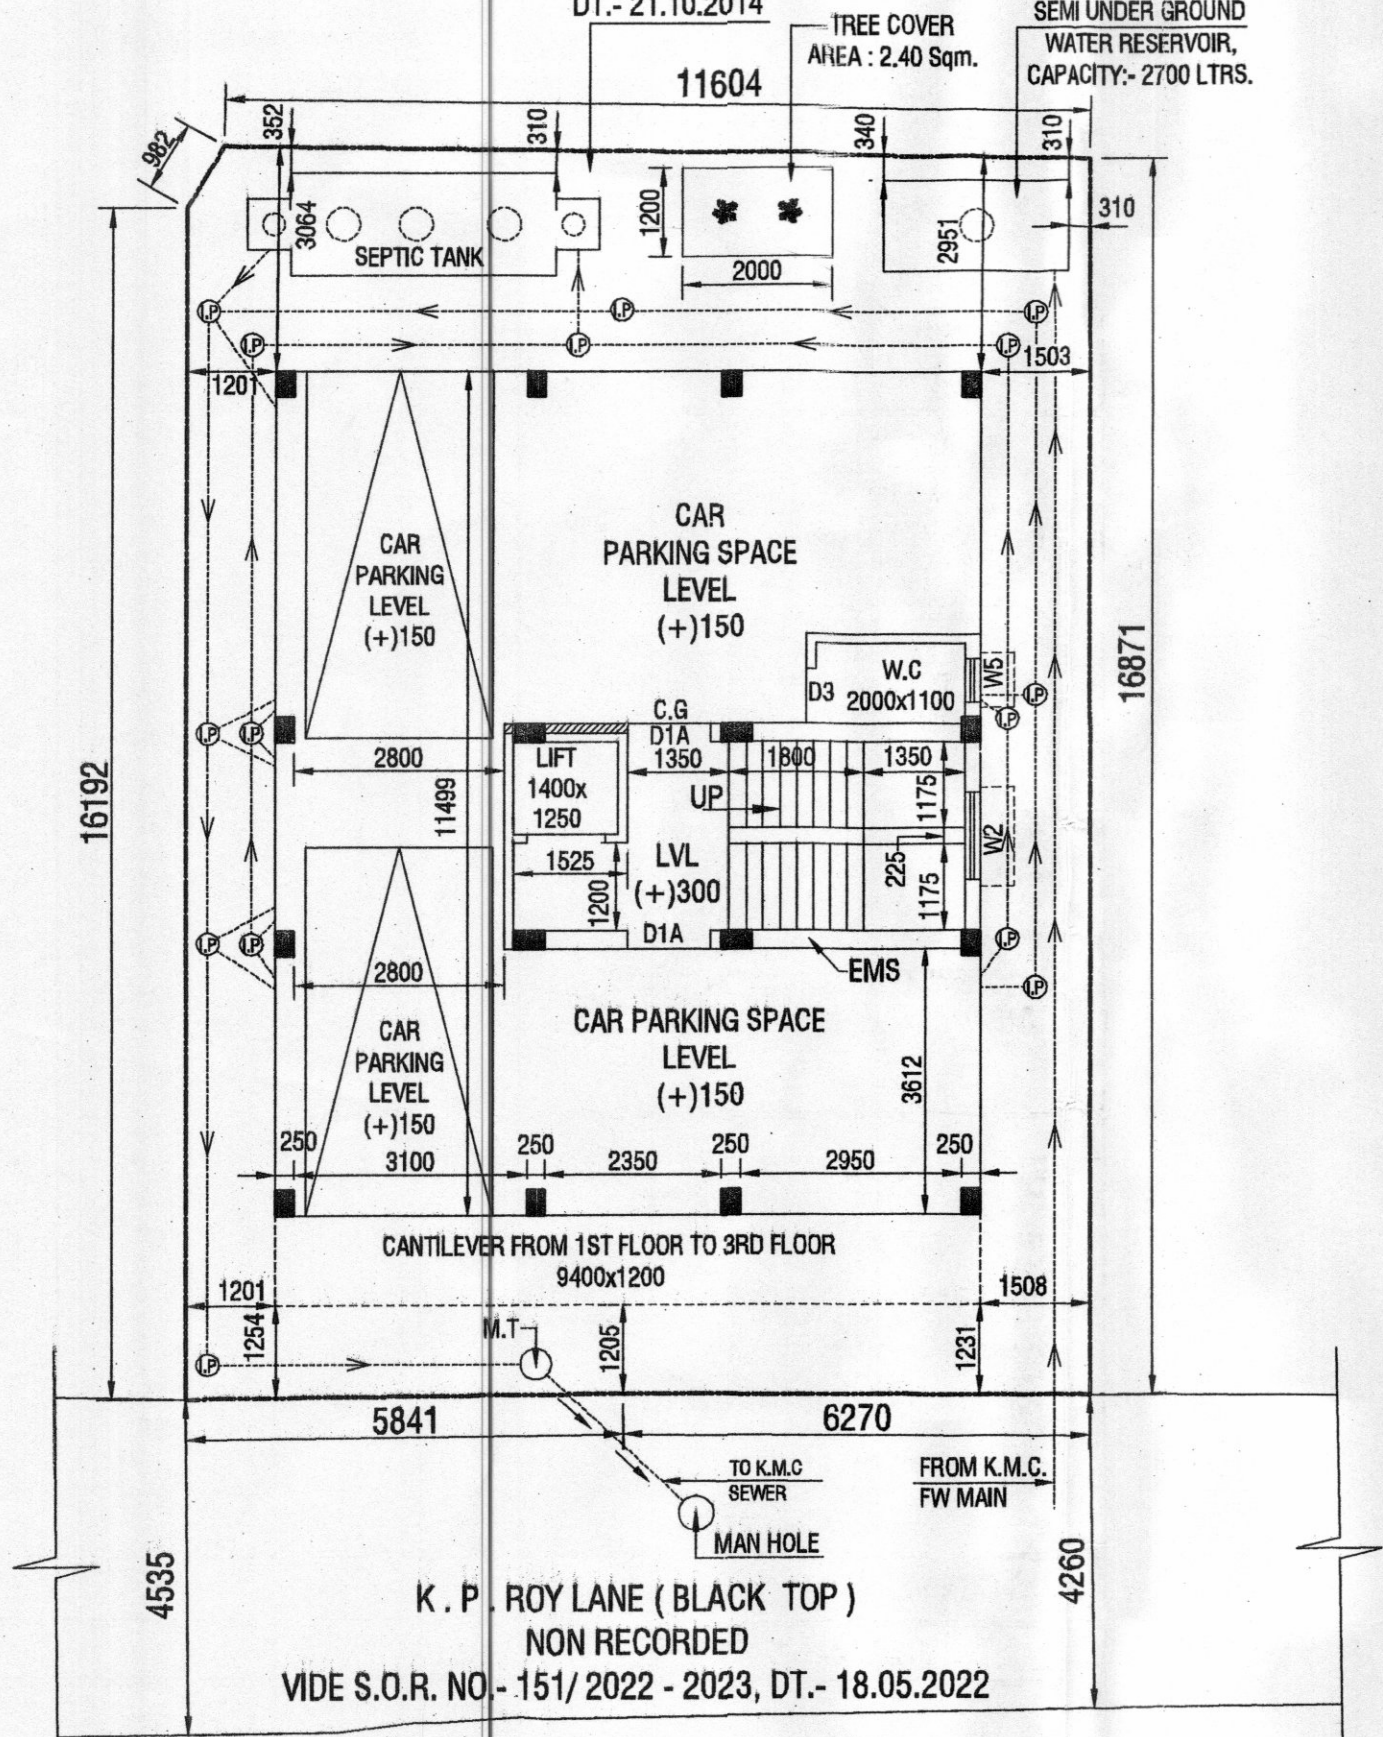 DT.- 21.10.2014
TREE COVER
AREA : 2.40 Sqm.
SEMI UNDER GROUND
WATER RESERVOIR,
CAPACITY:- 2700 LTRS.
11604
982
352
310
340
310
310
3064
1200
2951
SEPTIC TANK
2000
I.P
I.P
I.P
I.P
I.P
I.P
1201
1503
CAR
PARKING
LEVEL
(+)150
CAR
PARKING SPACE
LEVEL
(+)150
16871
16192
W.C
2000x1100
D3
W5
C.G
D1A
I.P
I.P
I.P
I.P
2800
11499
LIFT
1400x
1250
1350
1800
1350
UP
1175
W2
225
1525
1200
LVL
(+)300
1175
D1A
I.P
I.P
I.P
I.P
EMS
2800
CAR
PARKING
LEVEL
(+)150
CAR PARKING SPACE
LEVEL
(+)150
3612
250
3100
250
2350
250
2950
250
CANTILEVER FROM 1ST FLOOR TO 3RD FLOOR
9400x1200
1201
1508
1254
M.T
1205
1231
I.P
5841
6270
TO K.M.C
SEWER
FROM K.M.C.
FW MAIN
MAN HOLE
4535
4260
K . P . ROY LANE ( BLACK TOP )
NON RECORDED
VIDE S.O.R. NO.- 151/ 2022 - 2023, DT.- 18.05.2022